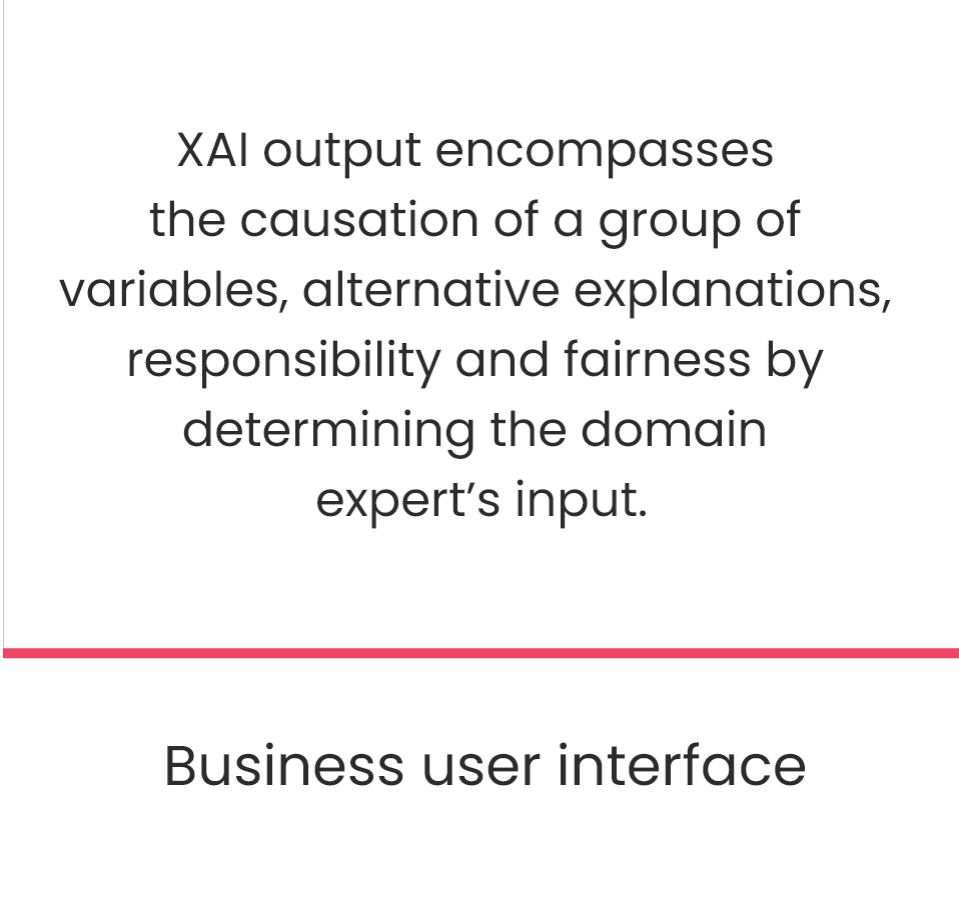 XAI output encompasses
the causation of a group of
variables, alternative explanations,
responsibility and fairness by
determining the domain
expert’s input.
Business user interface